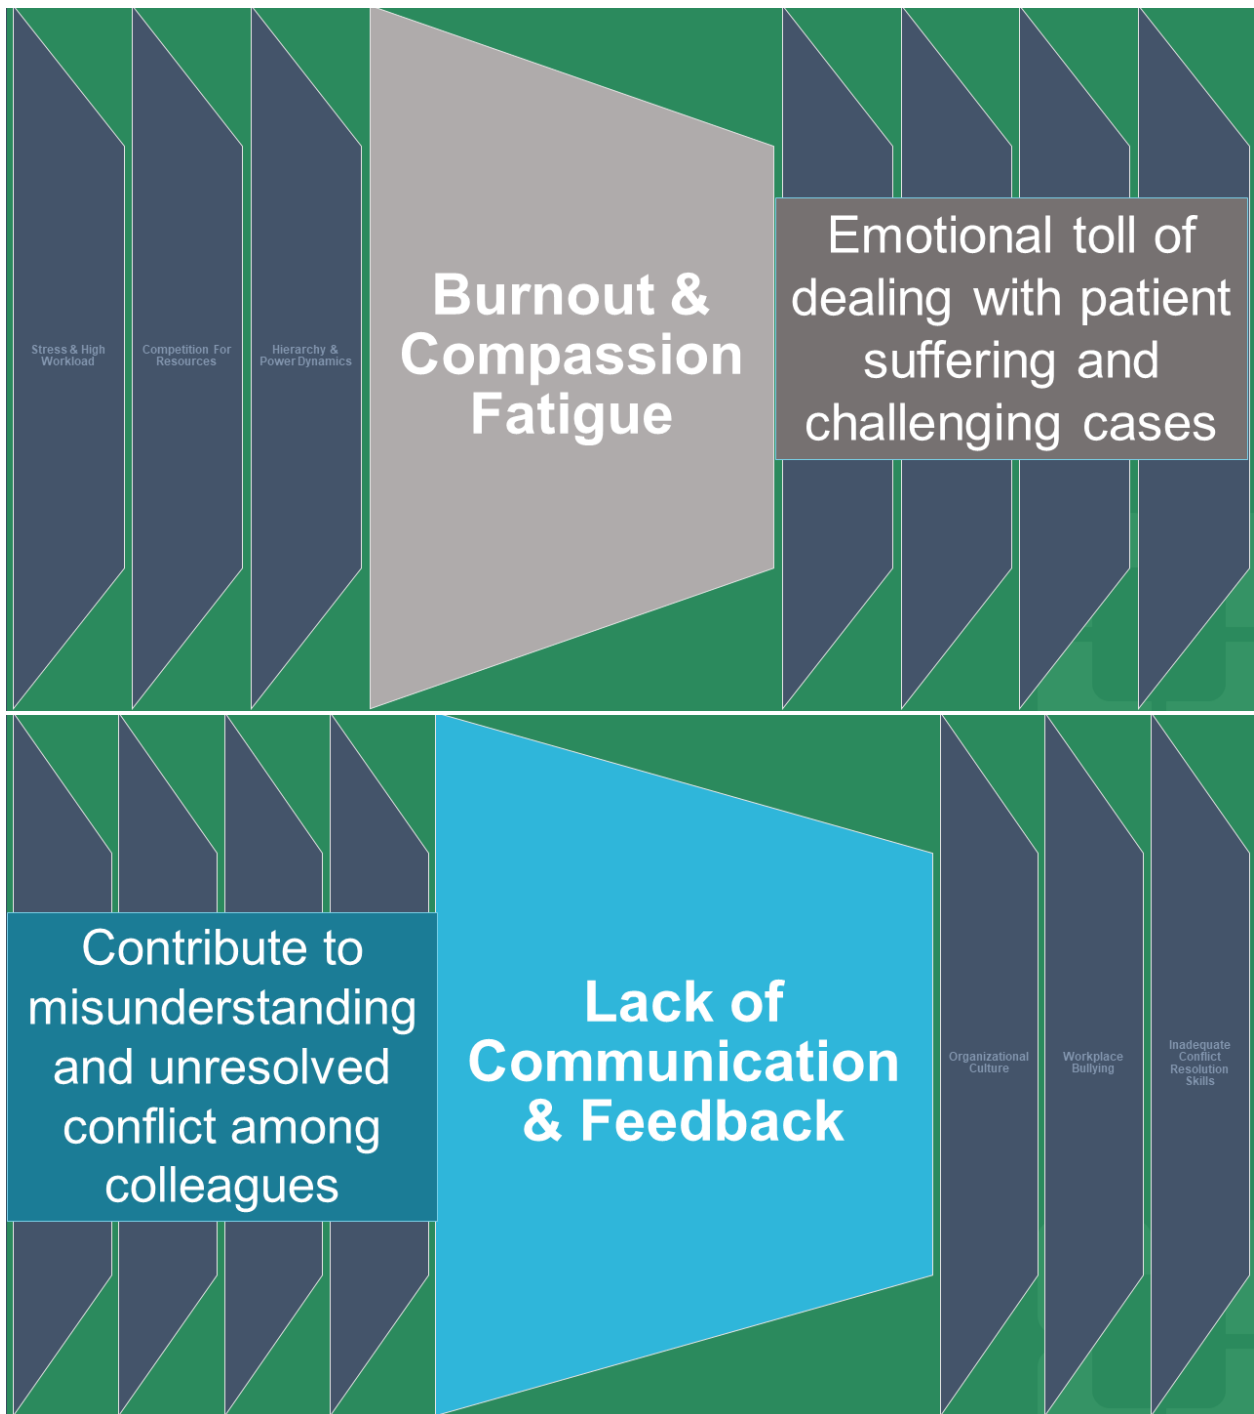 Stress & High
Workload
Competition For
Resources
Hierarchy &
Power Dynamics
Burnout &
Compassion
Fatigue
Emotional toll of
dealing with patient
suffering and
challenging cases
Contribute to
misunderstanding
and unresolved
conflict among
colleagues
Lack of
Communication
& Feedback
Organizational
Culture
Workplace
Bullying
Inadequate
Conflict
Resolution
Skills